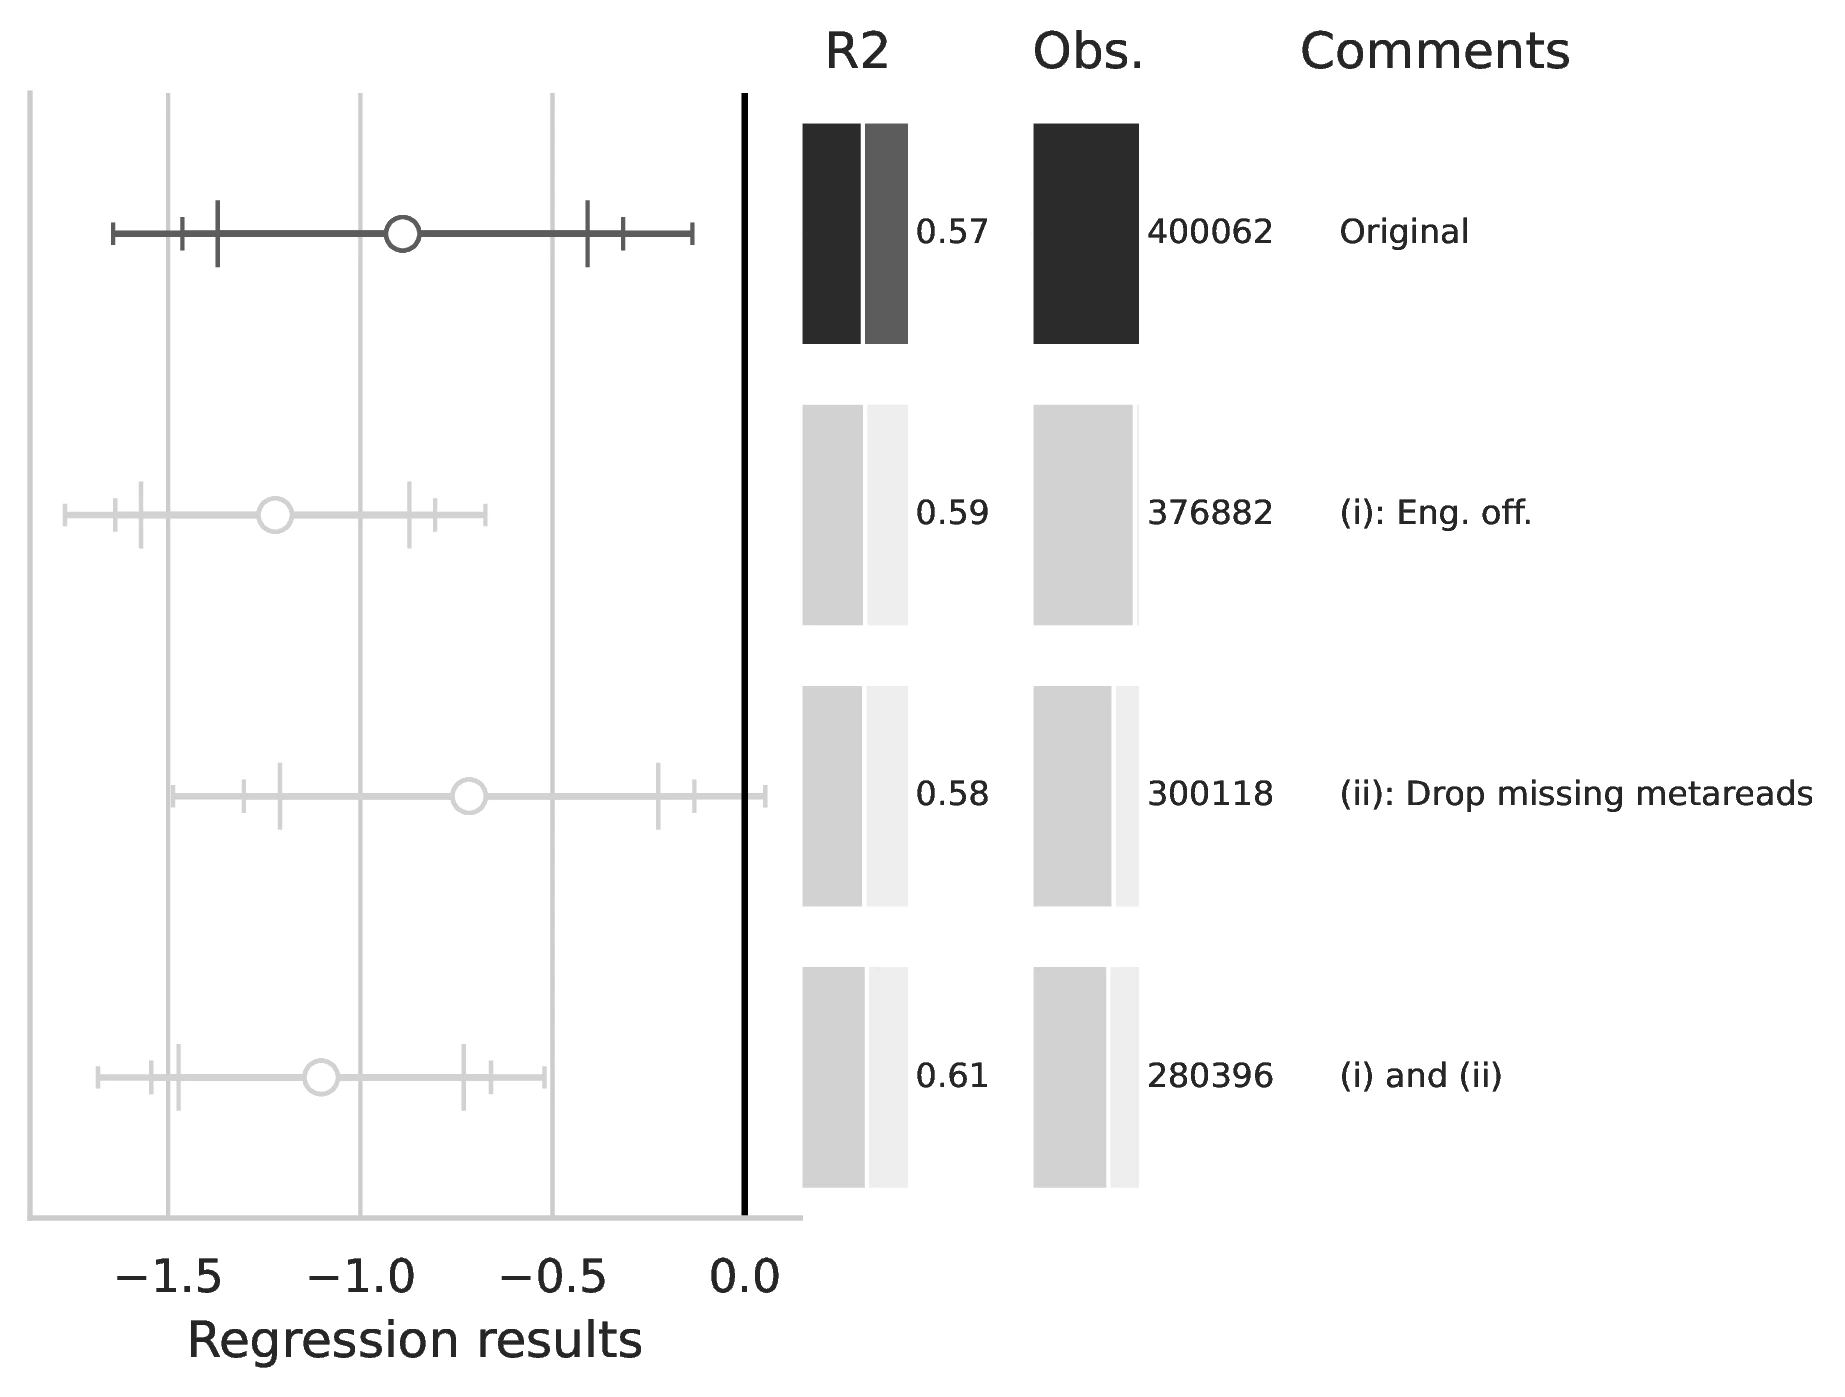 R2 Obs. Comments
0.57 400062 Original
0.59 376882 (i): Eng. off.
0.58 300118 (ii): Drop missing metareads
0.61 280396 (i) and (ii)
−1.5 −1.0 −0.5 0.0
Regression results